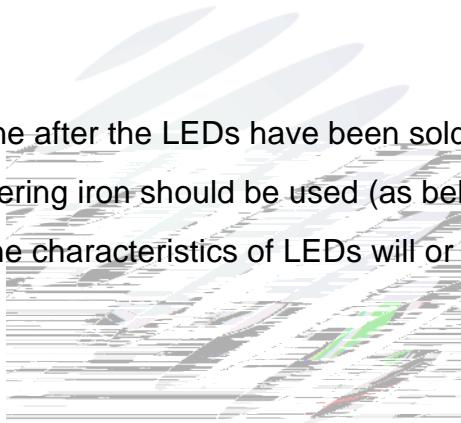 ne after the LEDs have been sold
ering iron should be used (as bel
ne characteristics of LEDs will or